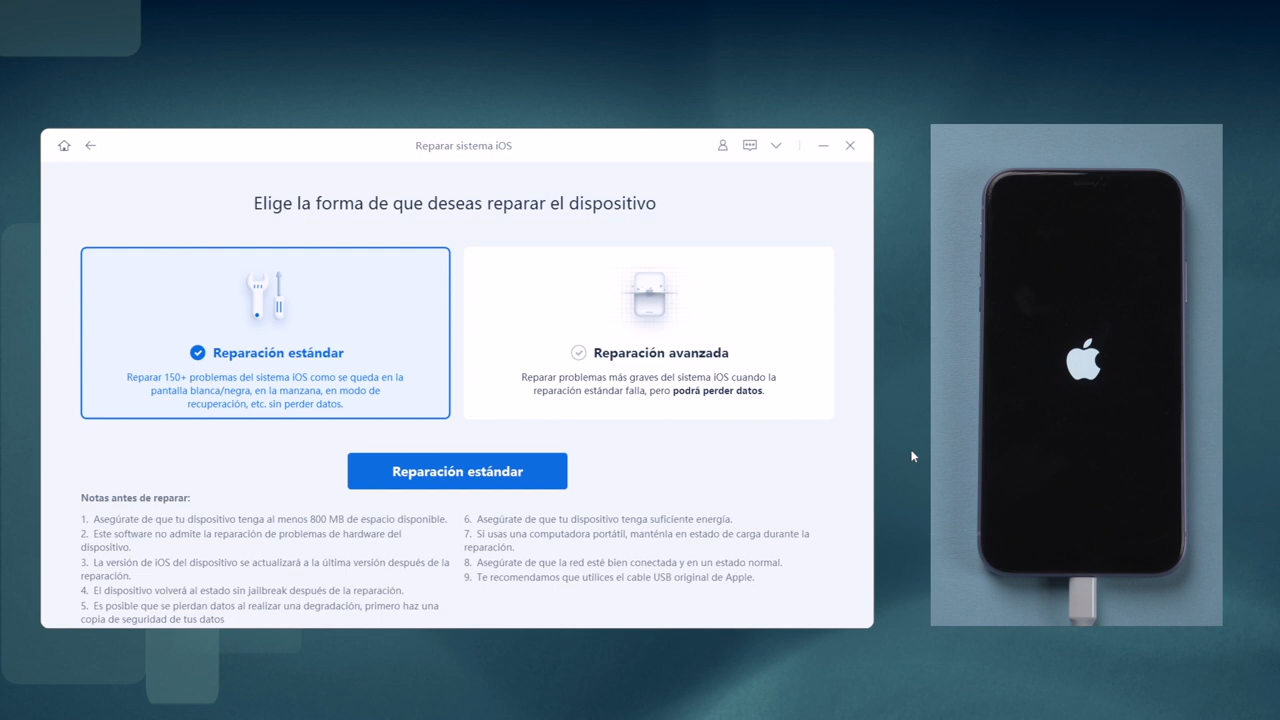 Reparar sistema iOS
Elige la forma de que deseas reparar el dispositivo
Reparación estándar
Reparar 150+ problemas del sistema iOS como se queda en la
pantalla blanca/negra, en la manzana, en modo de
recuperación, etc. sin perder datos.
Reparación avanzada
Reparar problemas más graves del sistema iOS cuando la
reparación estándar falla, pero podrá perder datos.
Reparación estándar
Notas antes de reparar:
1. Asegúrate de que tu dispositivo tenga al menos 800 MB de espacio disponible.
2. Este software no admite la reparación de problemas de hardware del
dispositivo.
3. La versión de iOS del dispositivo se actualizará a la última versión después de la
reparación.
4. El dispositivo volverá al estado sin jailbreak después de la reparación.
5. Es posible que se pierdan datos al realizar una degradación, primero haz una
copia de seguridad de tus datos
6. Asegúrate de que tu dispositivo tenga suficiente energía.
7. Si usas una computadora portátil, manténla en estado de carga durante la
reparación.
8. Asegúrate de que la red esté bien conectada y en un estado normal.
9. Te recomendamos que utilices el cable USB original de Apple.